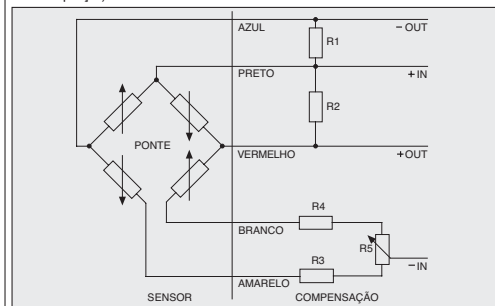 AZUL
– OUT
R1
PRETO
+ IN
R2
PONTE
VERMELHO
+OUT
R4
BRANCO
R5
– IN
R3
AMARELO
SENSOR
COMPENSAÇÃO